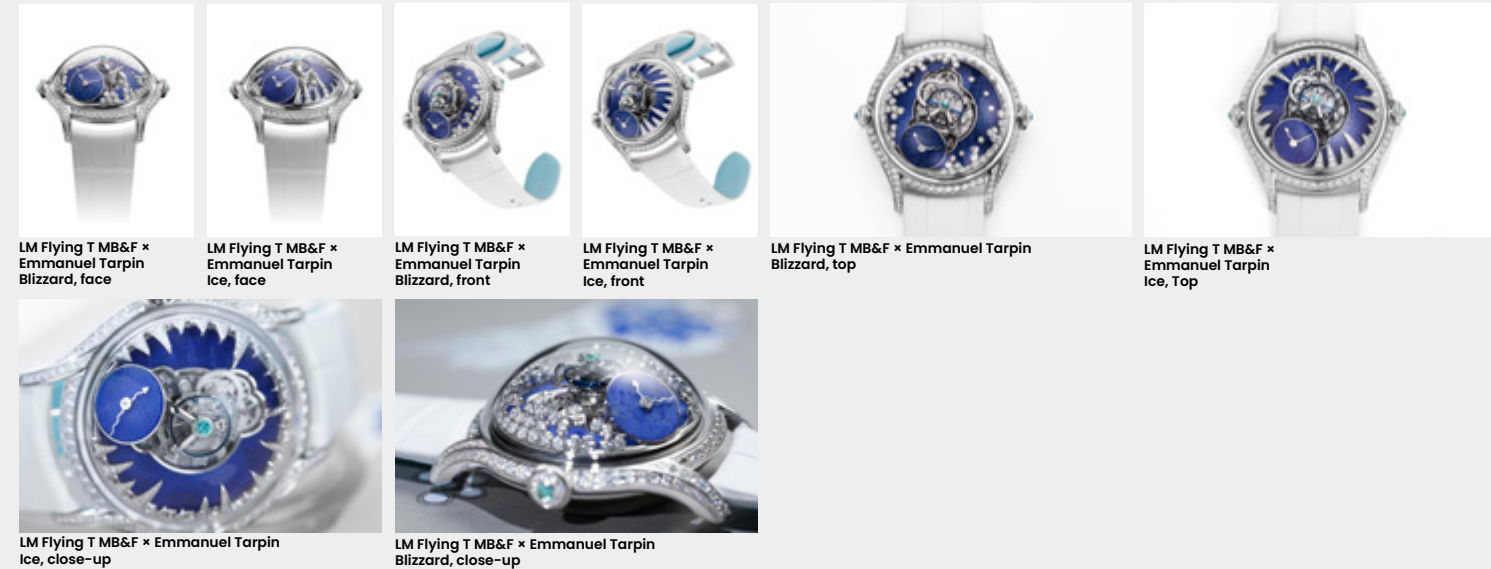 LM Flying T MB&F ×
Emmanuel Tarpin
Blizzard, face
LM Flying T MB&F ×
Emmanuel Tarpin
Ice, face
LM Flying T MB&F ×
Emmanuel Tarpin
Blizzard, front
LM Flying T MB&F ×
Emmanuel Tarpin
Ice, front
LM Flying T MB&F × Emmanuel Tarpin
Blizzard, top
LM Flying T MB&F ×
Emmanuel Tarpin
Ice, Top
LM Flying T MB&F × Emmanuel Tarpin
Ice, close-up
LM Flying T MB&F × Emmanuel Tarpin
Blizzard, close-up